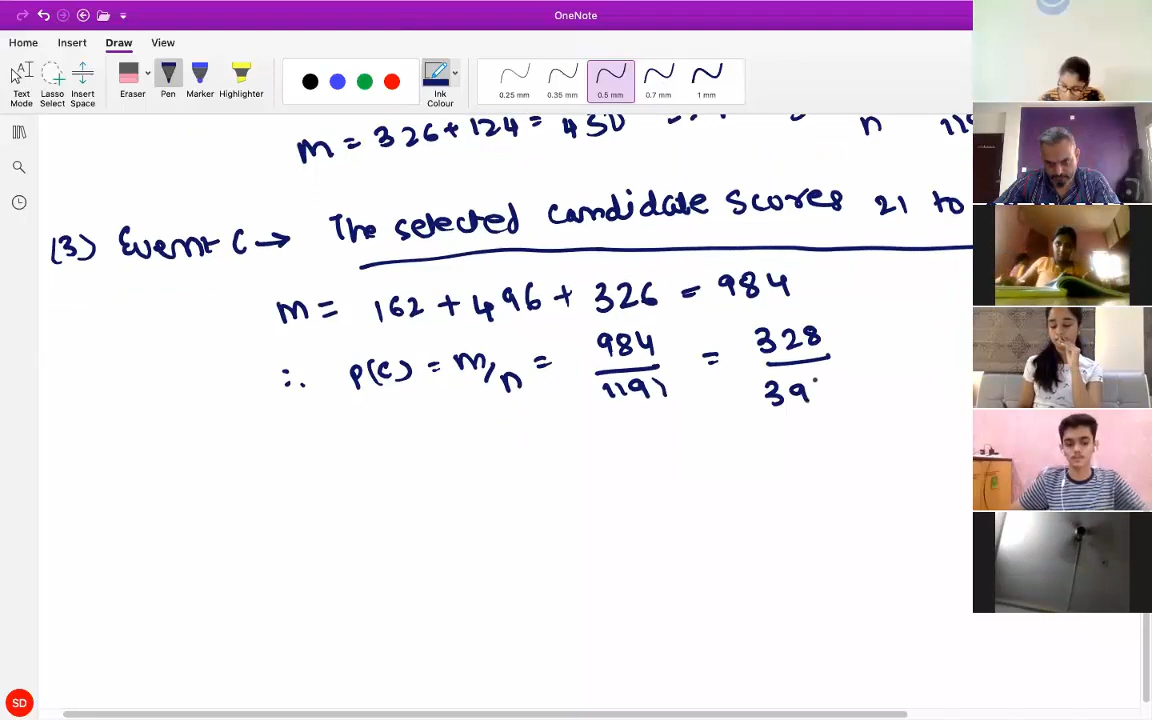 OneNote
Home Insert Draw View
Text Mode Lasso Select Insert Space Eraser Pen Marker Highlighter Ink Colour 0.25 mm 0.35 mm 0.5 mm 0.7 mm 1 mm
m = 326 + 124 = 450 n
(3) Event C → The selected candidate scores 21 to
m = 162 + 496 + 326 = 984
∴ P(C) = m/n = 984/1191 = 328/39
SD